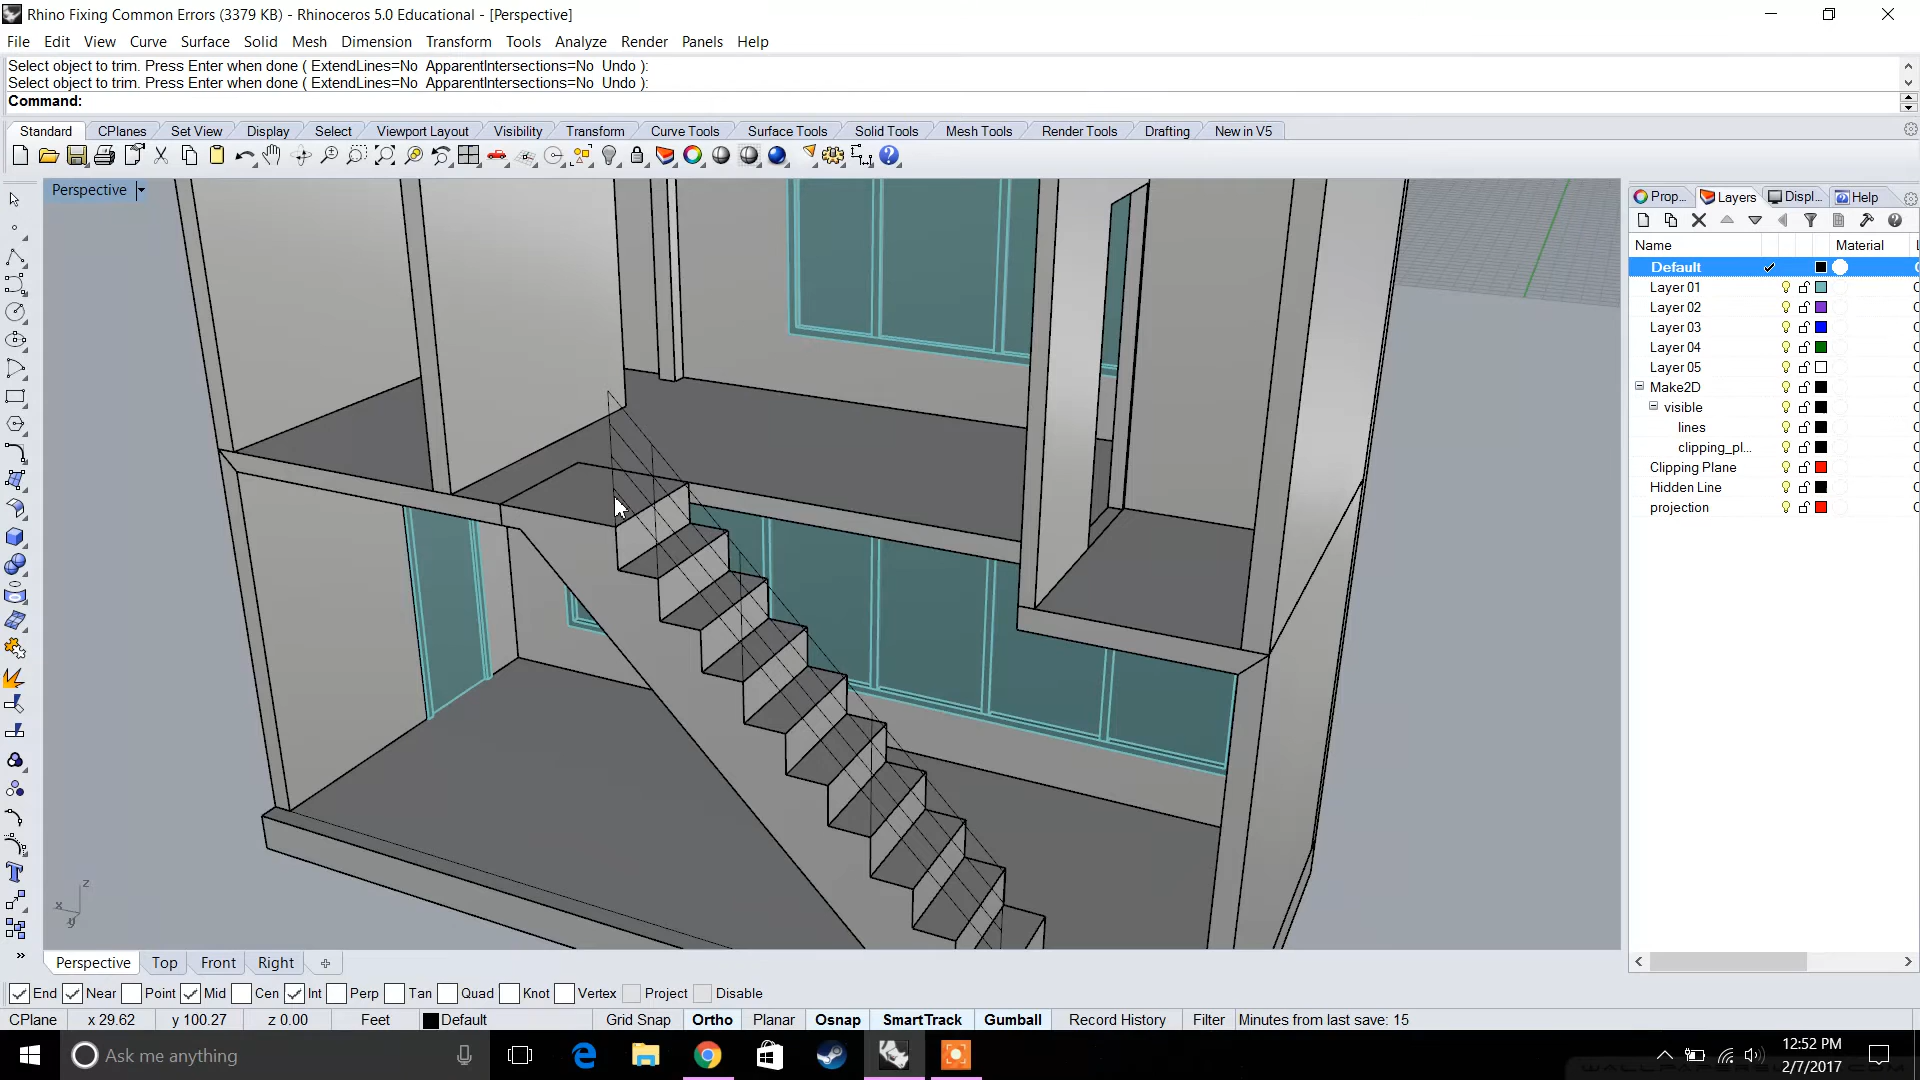 Rhino Fixing Common Errors (3379 KB) - Rhinoceros 5.0 Educational - [Perspective]
File Edit View Curve Surface Solid Mesh Dimension Transform Tools Analyze Render Panels Help
Select object to trim. Press Enter when done ( ExtendLines=No ApparentIntersections=No Undo ):
Select object to trim. Press Enter when done ( ExtendLines=No ApparentIntersections=No Undo ):
Command:
Standard CPlanes Set View Display Select Viewport Layout Visibility Transform Curve Tools Surface Tools Solid Tools Mesh Tools Render Tools Drafting New in V5
Perspective
Prop... Layers Displ... Help
Name Material
Default
Layer 01
Layer 02
Layer 03
Layer 04
Layer 05
Make2D
visible
lines
clipping_pl...
Clipping Plane
Hidden Line
projection
z
x
y
Perspective Top Front Right
End Near Point Mid Cen Int Perp Tan Quad Knot Vertex Project Disable
CPlane x 29.62 y 100.27 z 0.00 Feet Default Grid Snap Ortho Planar Osnap SmartTrack Gumball Record History Filter Minutes from last save: 15
Ask me anything
12:52 PM
2/7/2017